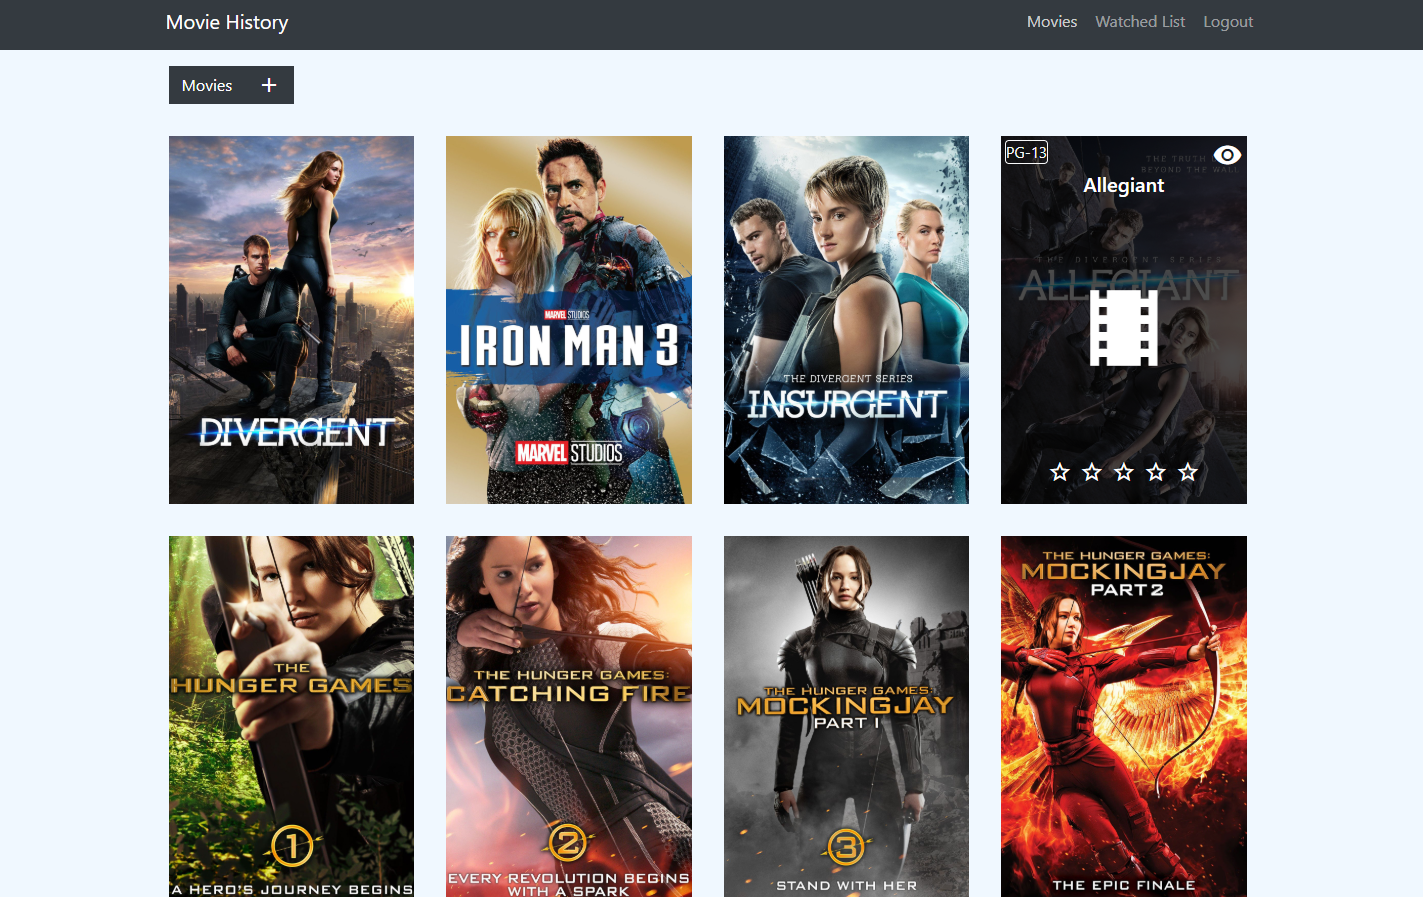 Movie History
Movies
Watched List
Logout
Movies +
DIVERGENT
MARVEL STUDIOS
IRON MAN 3
MARVEL STUDIOS
THE DIVERGENT SERIES
INSURGENT
PG-13
THE TRUTH
BEYOND THE WALL
Allegiant
THE DIVERGENT SERIES
ALLEGIANT
THE
HUNGER GAMES
1
A HERO'S JOURNEY BEGINS
THE HUNGER GAMES:
CATCHING FIRE
2
EVERY REVOLUTION BEGINS
WITH A SPARK
THE HUNGER GAMES:
MOCKINGJAY
PART 1
3
STAND WITH HER
THE HUNGER GAMES:
MOCKINGJAY
PART 2
THE EPIC FINALE